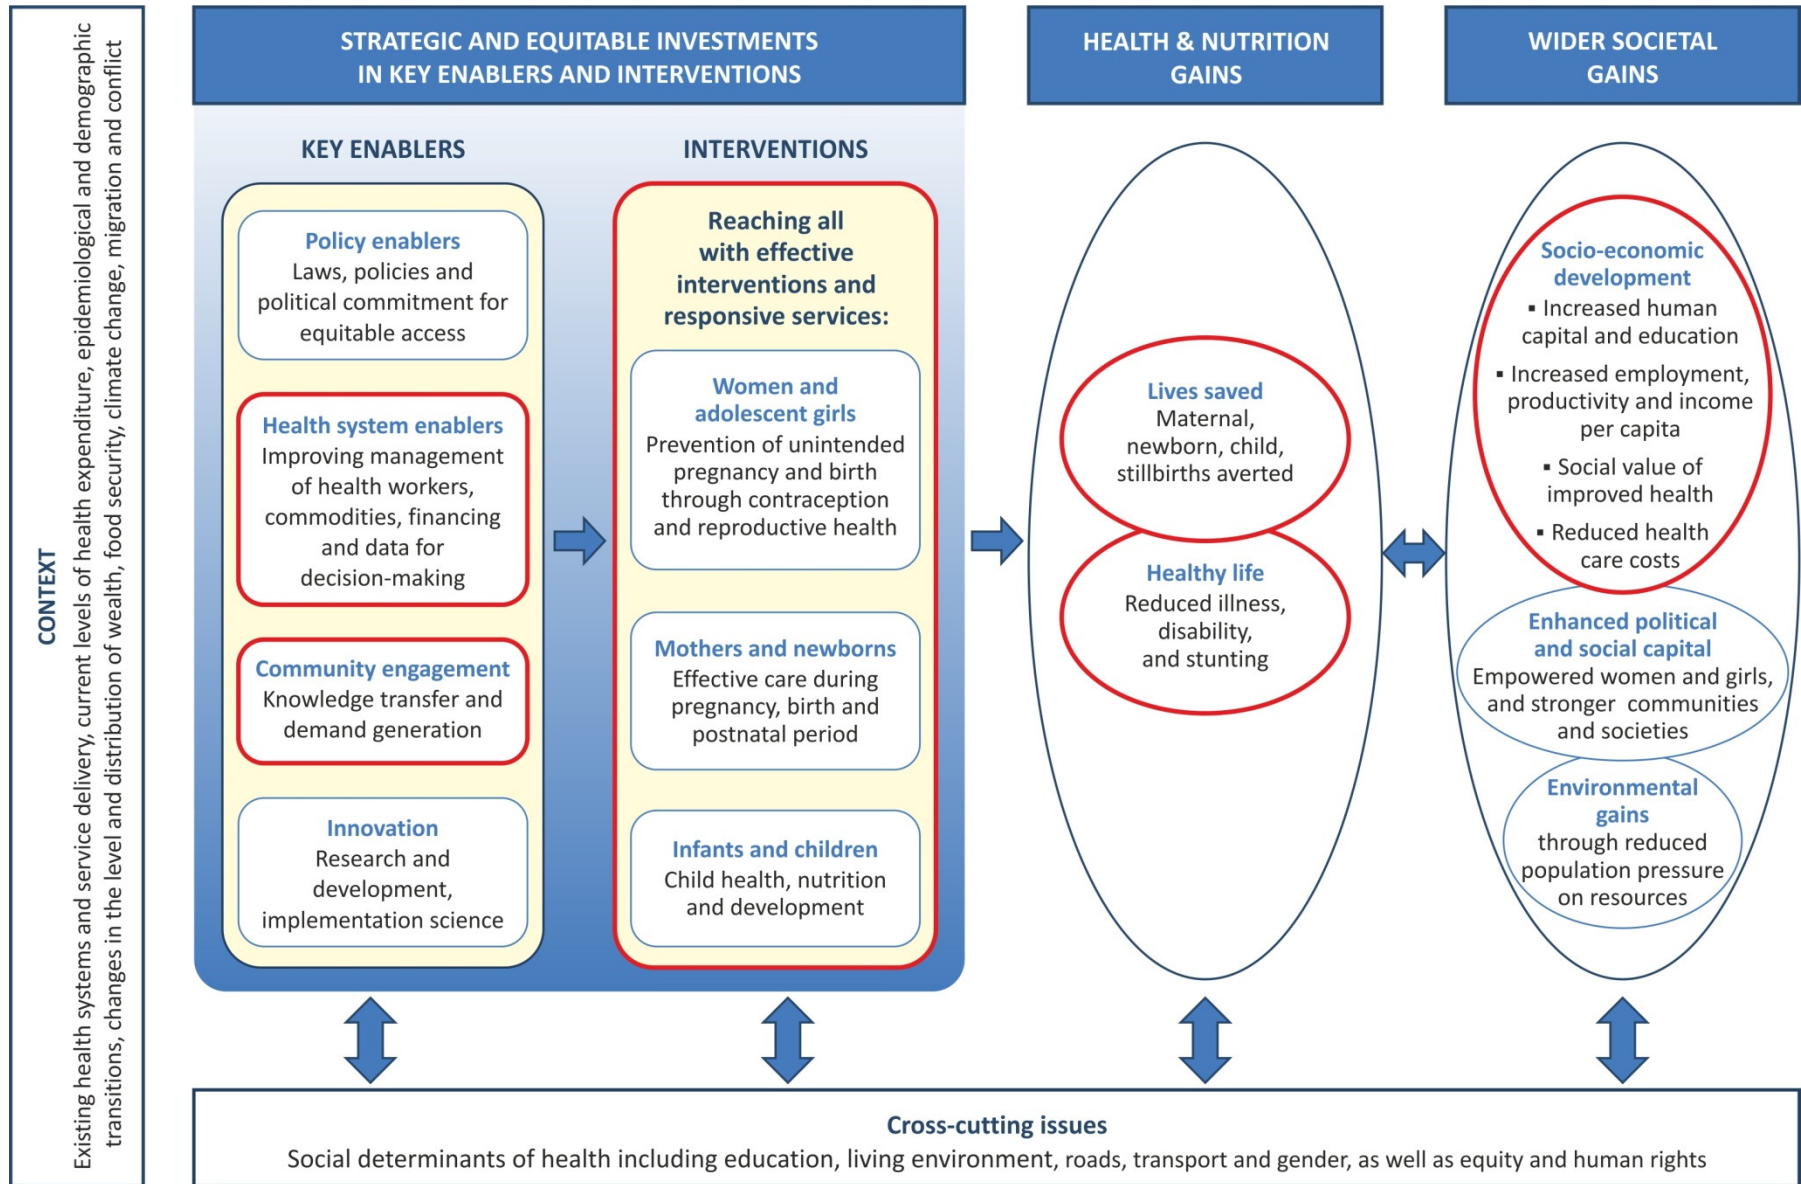 CONTEXT
Existing health systems and service delivery, current levels of health expenditure, epidemiological and demographic
transitions, changes in the level and distribution of wealth, food security, climate change, migration and conflict
STRATEGIC AND EQUITABLE INVESTMENTS
IN KEY ENABLERS AND INTERVENTIONS
KEY ENABLERS
Policy enablers
Laws, policies and
political commitment for
equitable access
Health system enablers
Improving management
of health workers,
commodities, financing
and data for
decision-making
Community engagement
Knowledge transfer and
demand generation
Innovation
Research and
development,
implementation science
INTERVENTIONS
Reaching all
with effective
interventions and
responsive services:
Women and
adolescent girls
Prevention of unintended
pregnancy and birth
through contraception
and reproductive health
Mothers and newborns
Effective care during
pregnancy, birth and
postnatal period
Infants and children
Child health, nutrition
and development
HEALTH & NUTRITION
GAINS
Lives saved
Maternal,
newborn, child,
stillbirths averted
Healthy life
Reduced illness,
disability,
and stunting
WIDER SOCIETAL
GAINS
Socio-economic
development
▪ Increased human
capital and education
▪ Increased employment,
productivity and income
per capita
▪ Social value of
improved health
▪ Reduced health
care costs
Enhanced political
and social capital
Empowered women and girls,
and stronger communities
and societies
Environmental
gains
through reduced
population pressure
on resources
Cross-cutting issues
Social determinants of health including education, living environment, roads, transport and gender, as well as equity and human rights